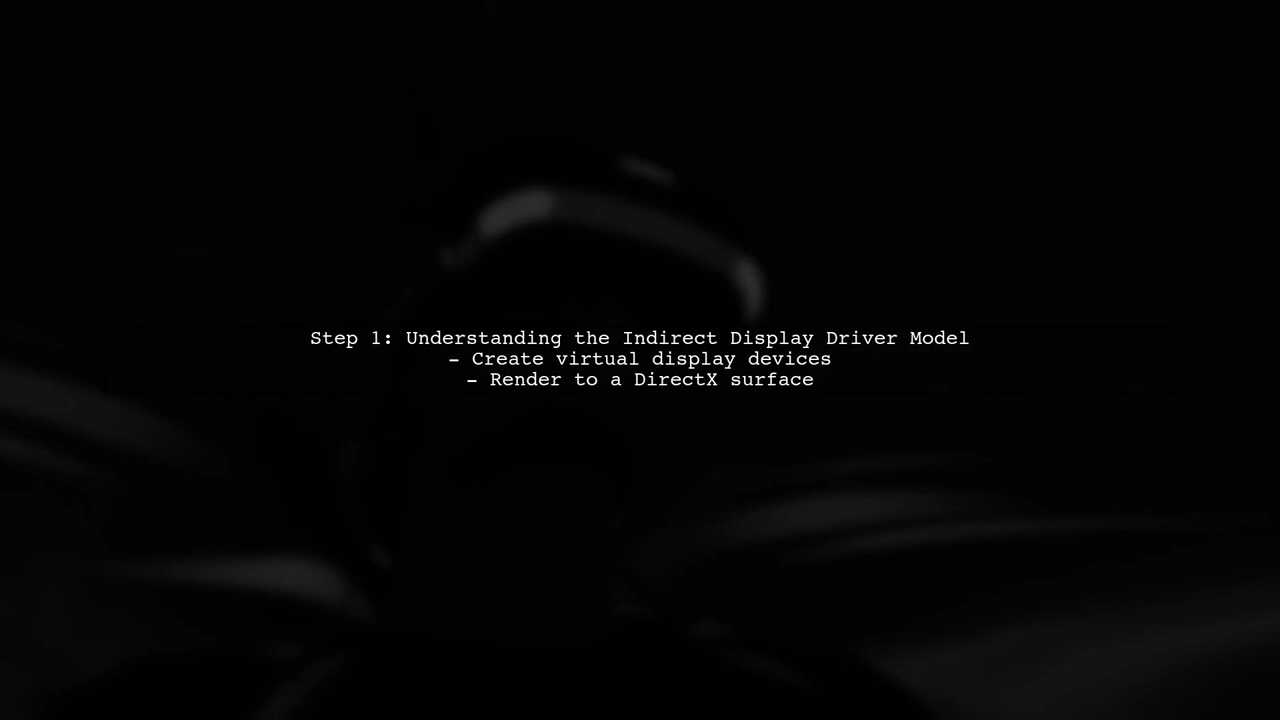 Step 1: Understanding the Indirect Display Driver Model
– Create virtual display devices
– Render to a DirectX surface